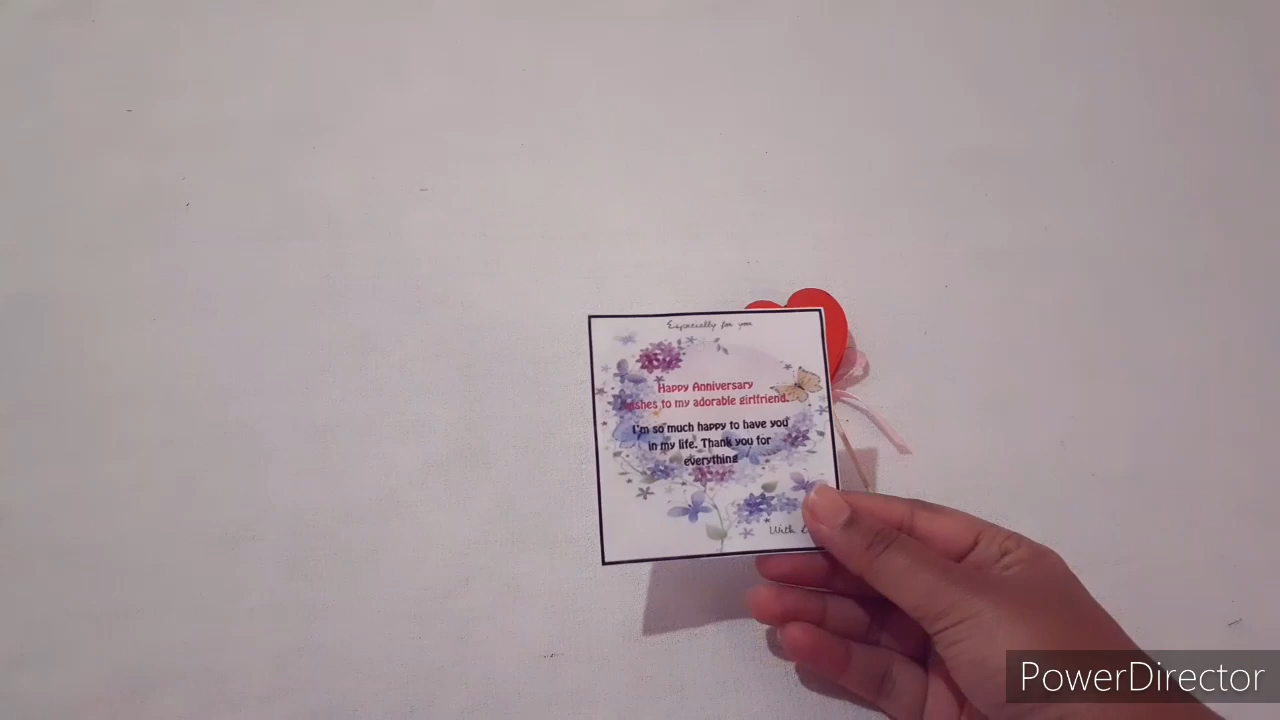 Especially for you
Happy Anniversary
wishes to my adorable girlfriend.
I'm so much happy to have you
in my life. Thank you for
everything
With
PowerDirector